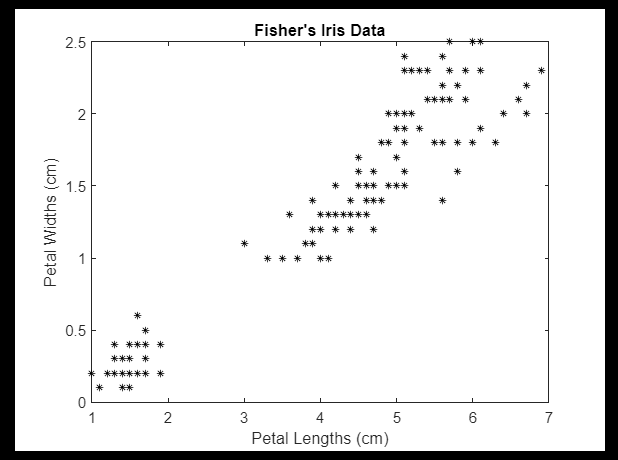 Fisher's Iris Data
2.5
2
1.5
1
0.5
0
Petal Widths (cm)
1 2 3 4 5 6 7
Petal Lengths (cm)